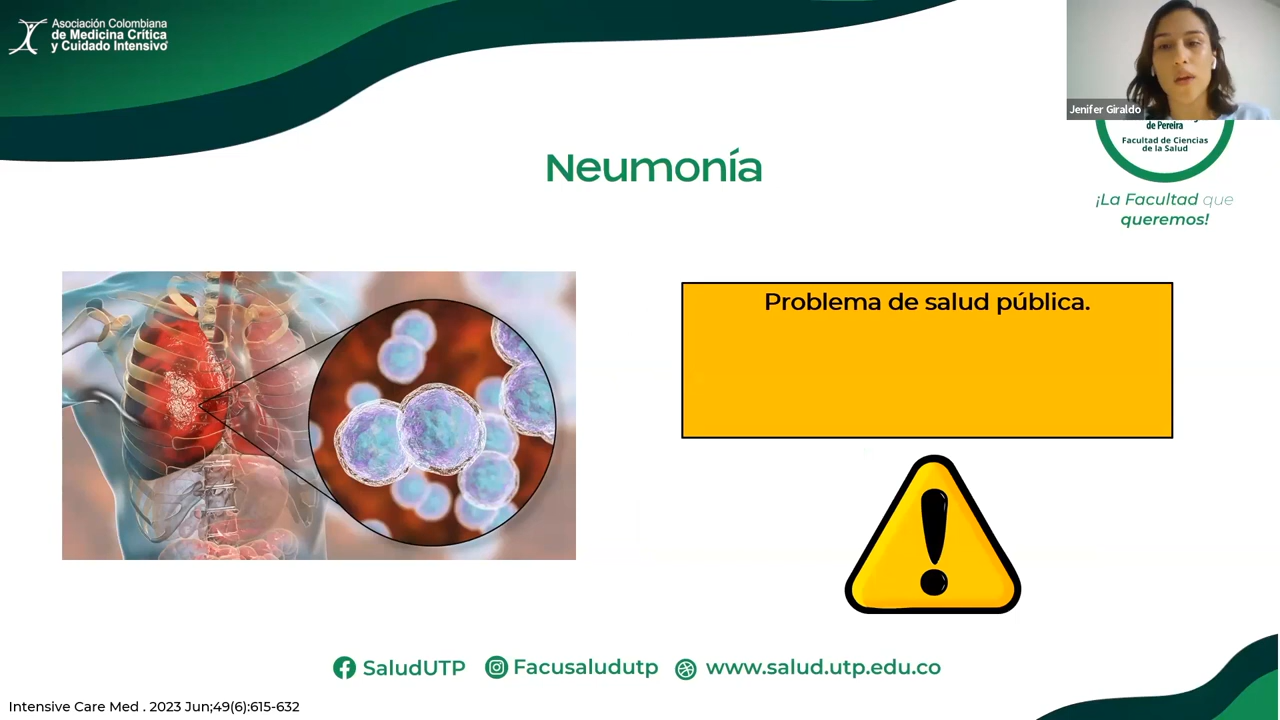 Asociación Colombiana
de Medicina Crítica
y Cuidado Intensivo
Jenifer Giraldo
de Pereira
Facultad de Ciencias
de la Salud
¡La Facultad que
queremos!
Neumonía
Problema de salud pública.
SaludUTP
Facusaludutp
www.salud.utp.edu.co
Intensive Care Med . 2023 Jun;49(6):615-632